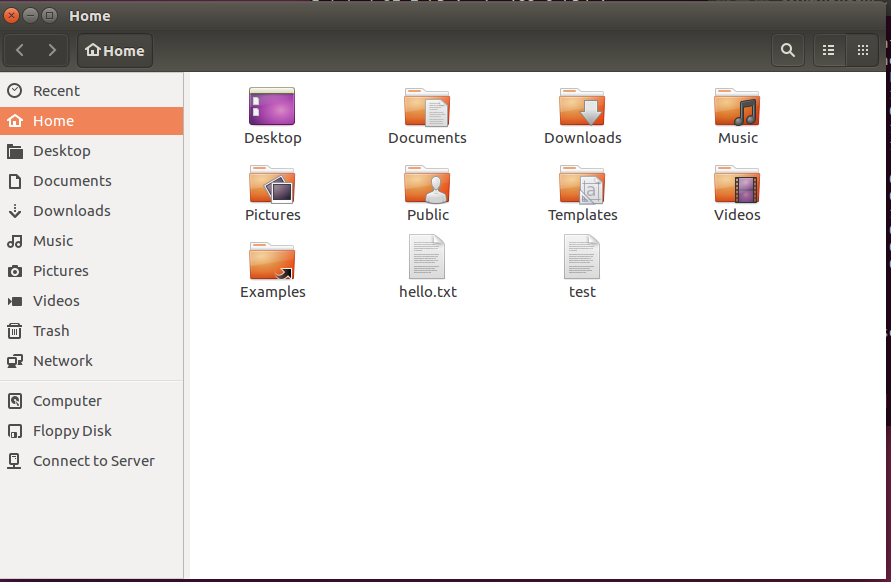 Home
Home
Recent
Home
Desktop
Documents
Downloads
Music
Pictures
Videos
Trash
Network
Computer
Floppy Disk
Connect to Server
Desktop
Documents
Downloads
Music
Pictures
Public
Templates
Videos
Examples
hello.txt
test